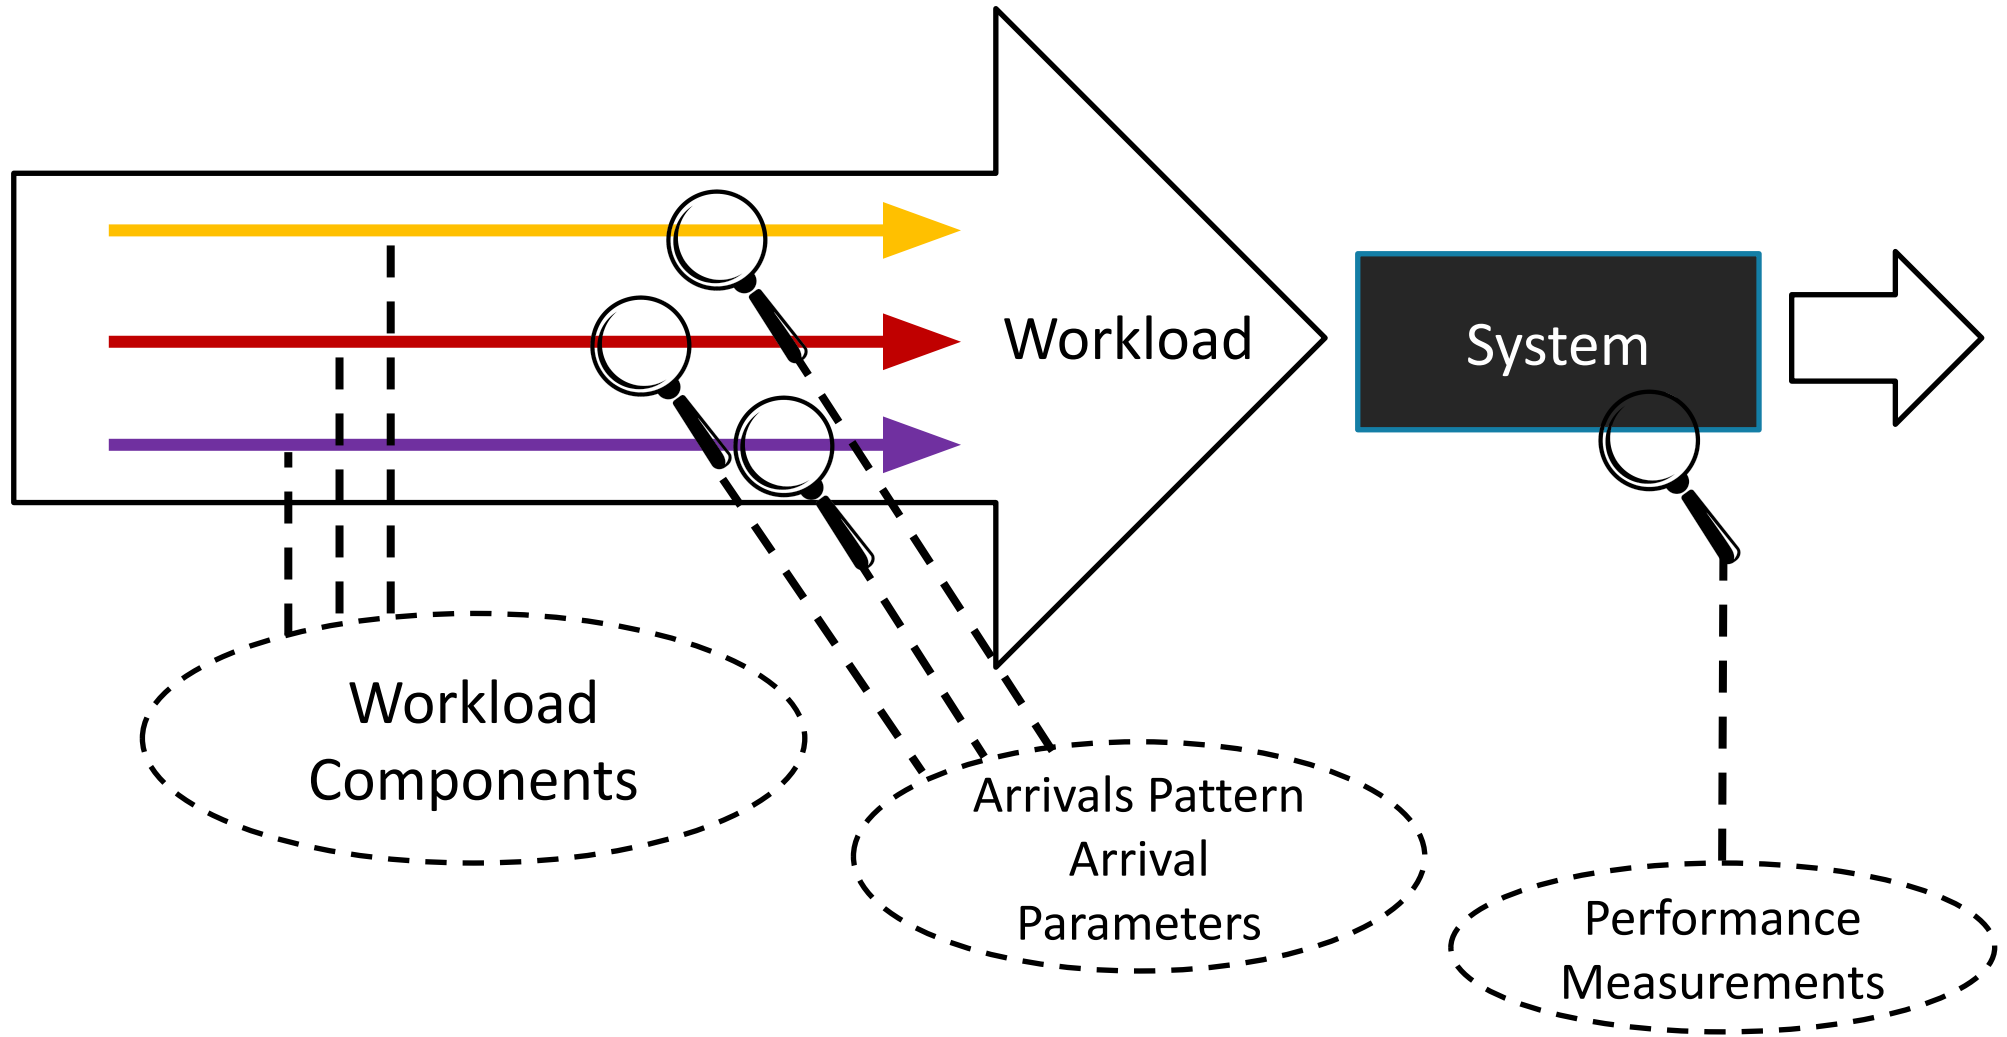 Workload
System
Workload
Components
Arrivals Pattern
Arrival
Parameters
Performance
Measurements